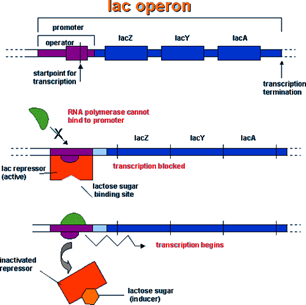 lac operon
promoter
operator
lacZ
lacY
lacA
startpoint for
transcription
transcription
termination
RNA polymerase cannot
bind to promoter
X
lacZ
lacY
lacA
lac repressor
(active)
transcription blocked
lactose sugar
binding site
transcription begins
inactivated
repressor
lactose sugar
(inducer)